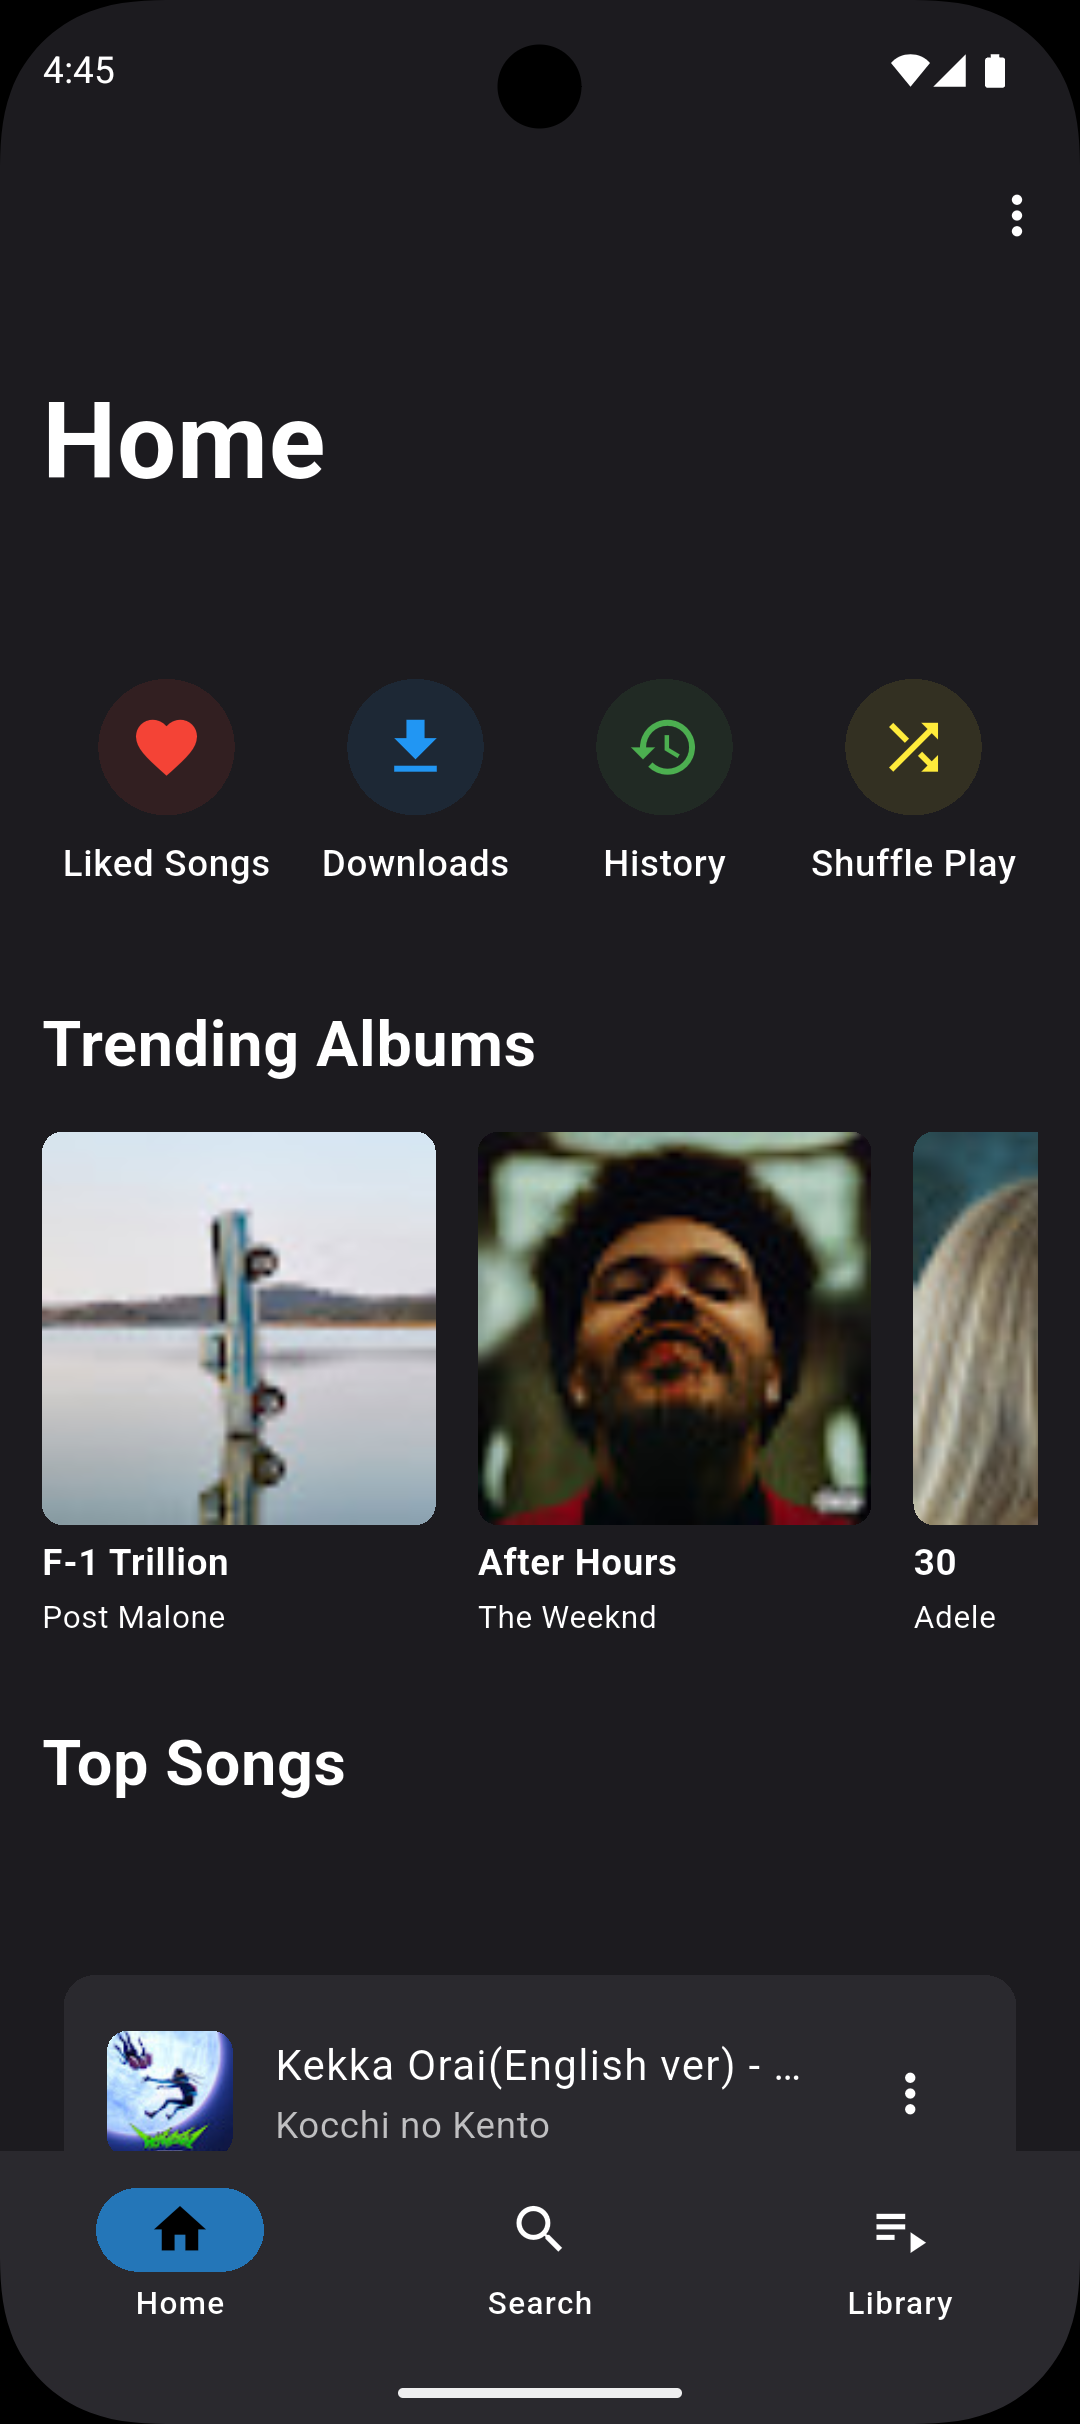 4:45
Home
Liked Songs
Downloads
History
Shuffle Play
Trending Albums
F-1 Trillion
Post Malone
After Hours
The Weeknd
30
Adele
Top Songs
Kekka Orai(English ver) - ...
Kocchi no Kento
Home
Search
Library